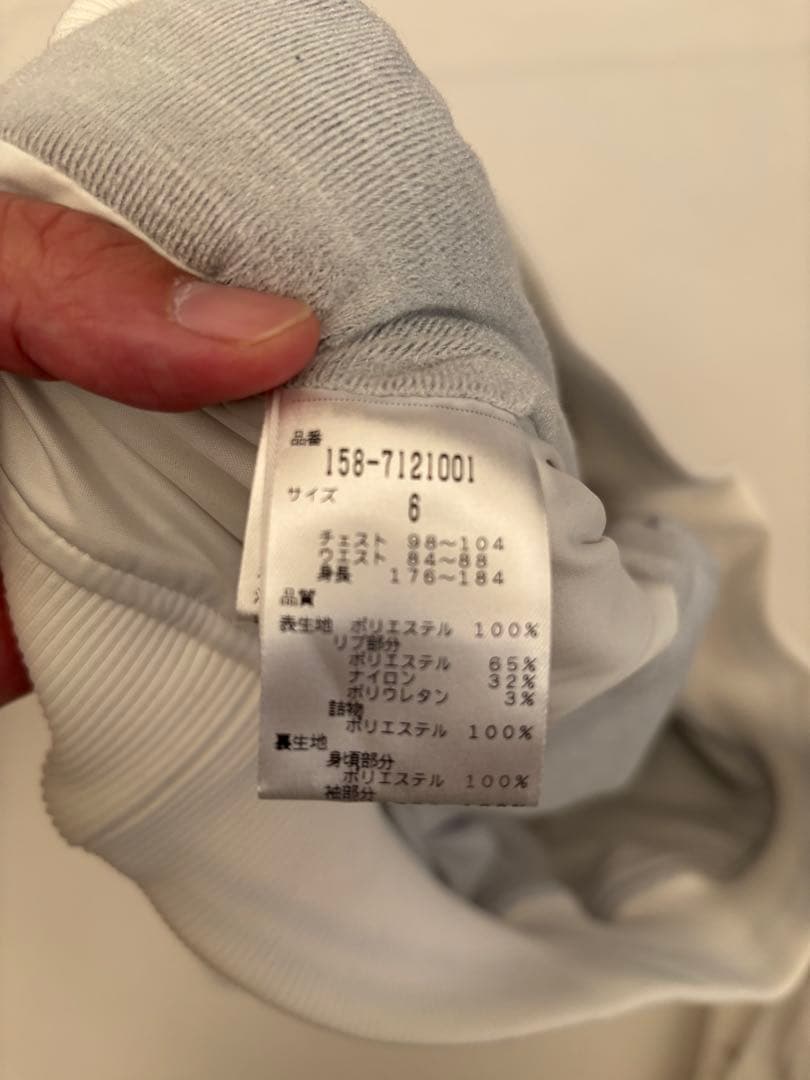 品番
158-7121001
サイズ
6
チェスト 98～104
ウエスト 84～88
身長 176～184
品質
表生地 ポリエステル 100%
リブ部分
ポリエステル 65%
ナイロン 32%
ポリウレタン 3%
詰物
ポリエステル 100%
裏生地
身頃部分
ポリエステル 100%
袖部分